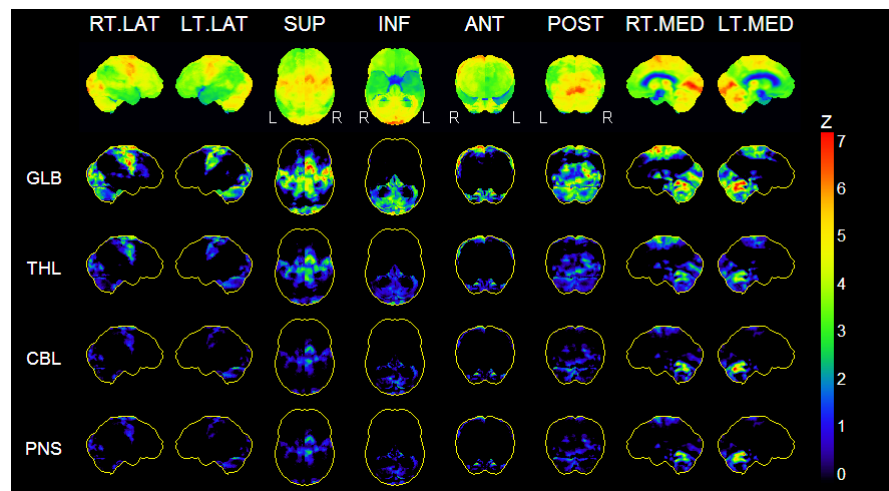 RT.LAT LT.LAT SUP INF ANT POST RT.MED LT.MED
L R R L R L L R
Z
7
GLB
6
5
THL
4
3
CBL
2
1
PNS
0